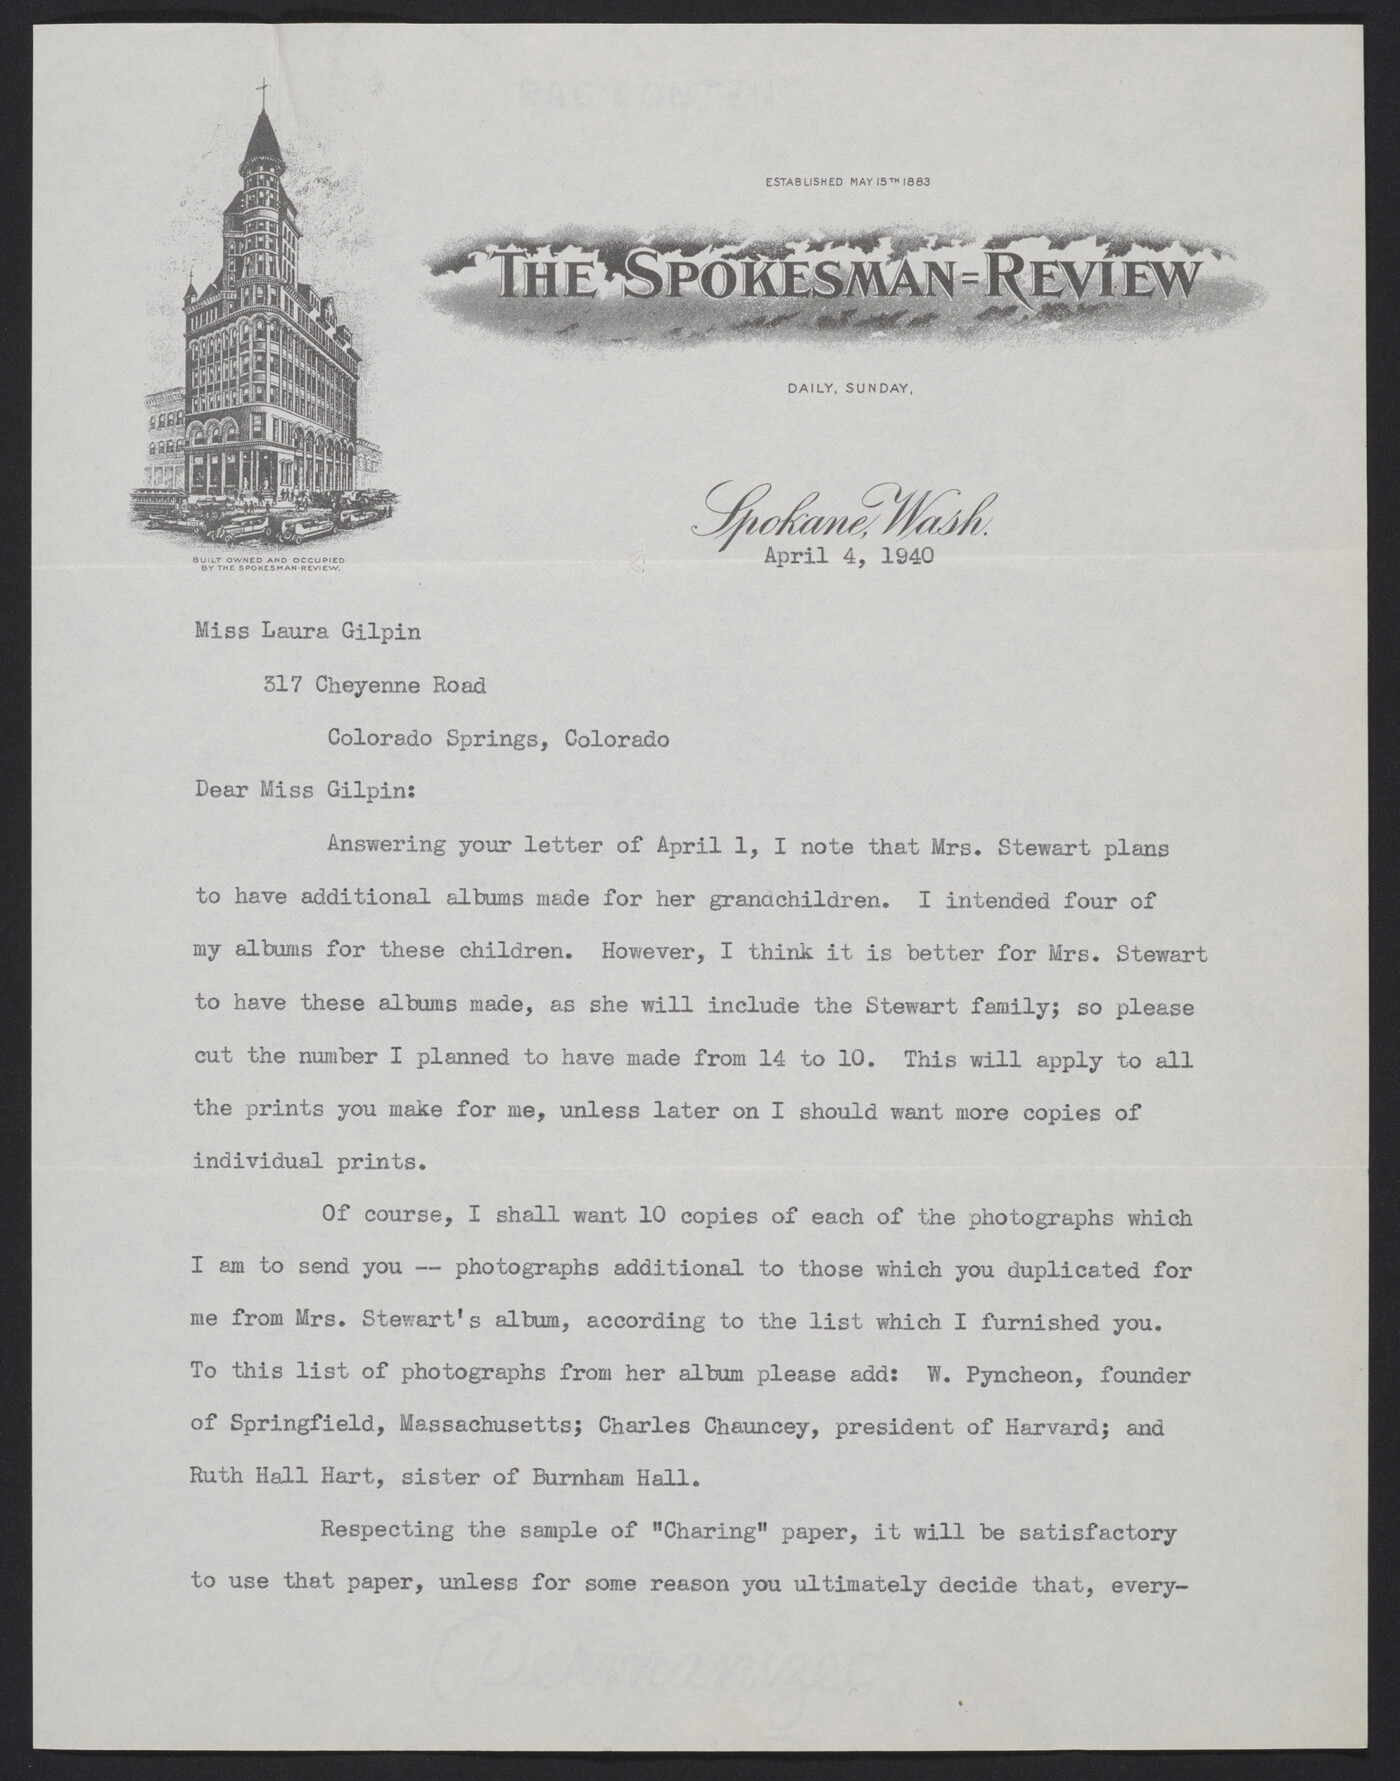 ESTABLISHED MAY 15TH 1883
THE SPOKESMAN=REVIEW
DAILY, SUNDAY,
Spokane, Wash.
April 4, 1940
BUILT OWNED AND OCCUPIED
BY THE SPOKESMAN-REVIEW.
Miss Laura Gilpin
317 Cheyenne Road
Colorado Springs, Colorado
Dear Miss Gilpin:
Answering your letter of April 1, I note that Mrs. Stewart plans
to have additional albums made for her grandchildren. I intended four of
my albums for these children. However, I think it is better for Mrs. Stewart
to have these albums made, as she will include the Stewart family; so please
cut the number I planned to have made from 14 to 10. This will apply to all
the prints you make for me, unless later on I should want more copies of
individual prints.
Of course, I shall want 10 copies of each of the photographs which
I am to send you -- photographs additional to those which you duplicated for
me from Mrs. Stewart's album, according to the list which I furnished you.
To this list of photographs from her album please add: W. Pyncheon, founder
of Springfield, Massachusetts; Charles Chauncey, president of Harvard; and
Ruth Hall Hart, sister of Burnham Hall.
Respecting the sample of "Charing" paper, it will be satisfactory
to use that paper, unless for some reason you ultimately decide that, every-